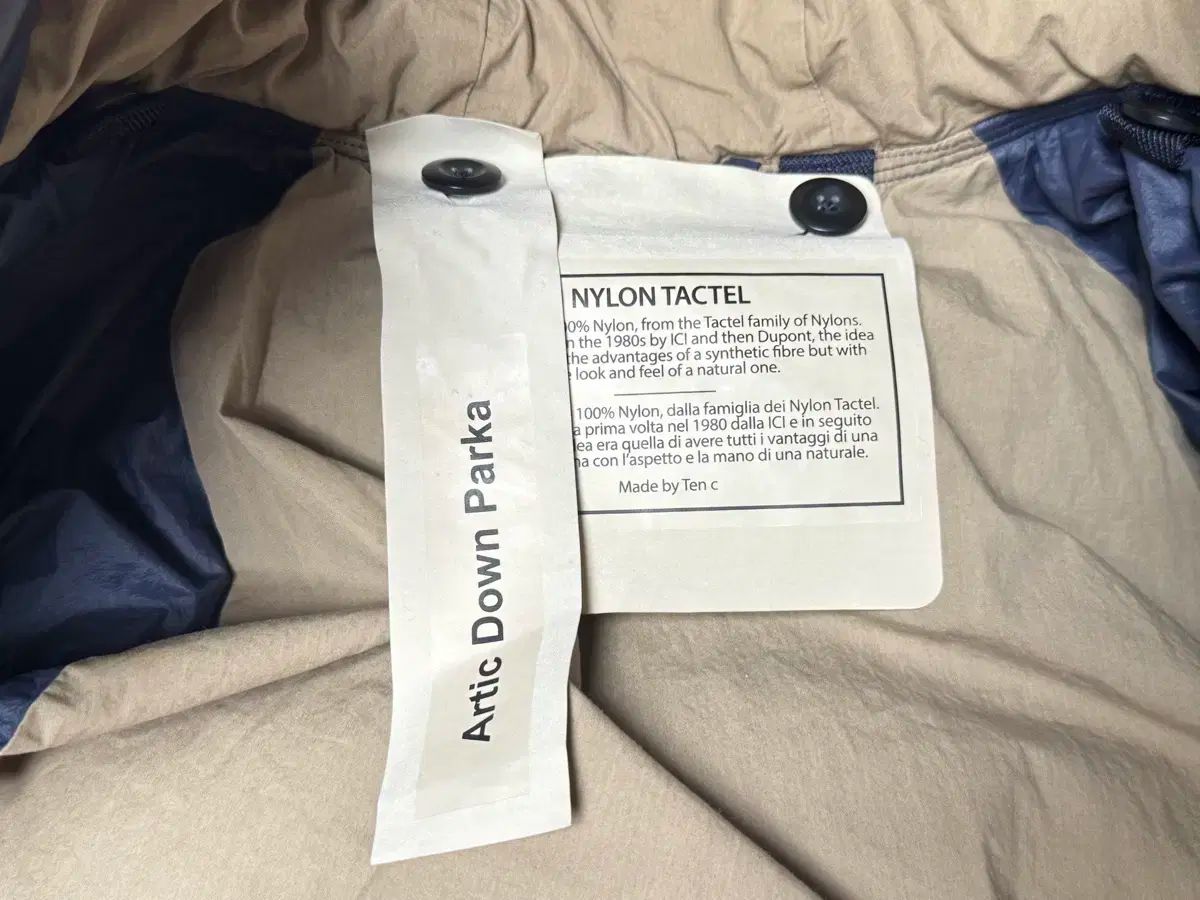 Artic Down Parka
NYLON TACTEL
Nylon, from the Tactel family of Nylons.
the 1980s by ICI and then Dupont, the idea
the advantages of a synthetic fibre but with
look and feel of a natural one.
100% Nylon, dalla famiglia dei Nylon Tactel.
prima volta nel 1980 dalla ICI e in seguito
era quella di avere tutti i vantaggi di una
con l'aspetto e la mano di una naturale.
Made by Ten c